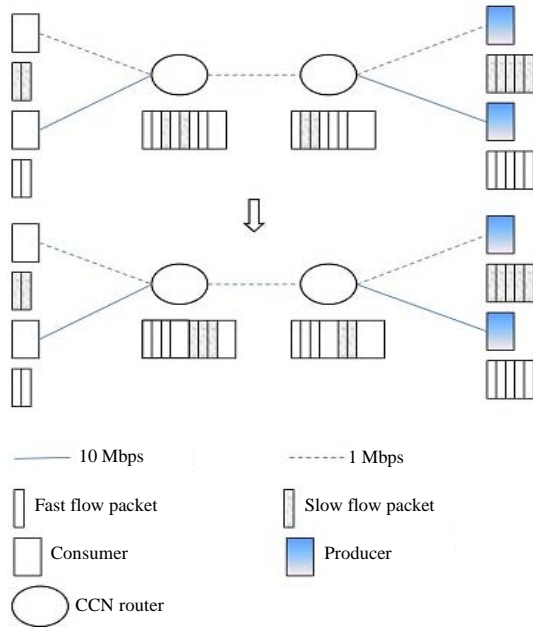 10 Mbps
1 Mbps
Fast flow packet
Slow flow packet
Consumer
Producer
CCN router